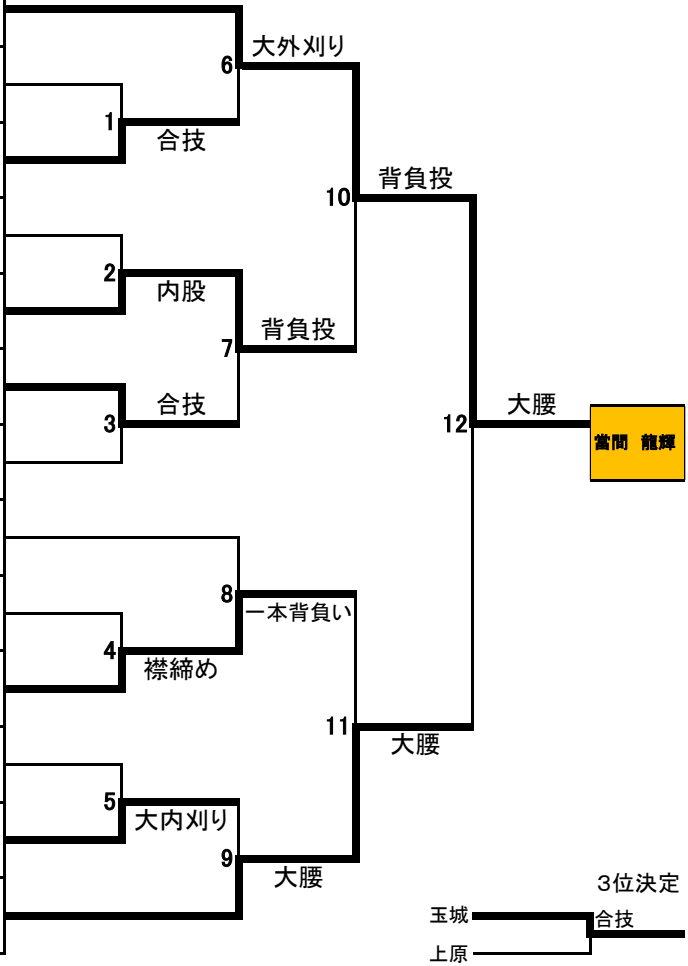 大外刈り
6
1
合技
背負投
10
2
内股
背負投
7
合技
3
大腰
12
當間 龍輝
8
一本背負い
4
襟締め
11
大腰
5
大内刈り
9
大腰
3位決定
玉城
合技
上原